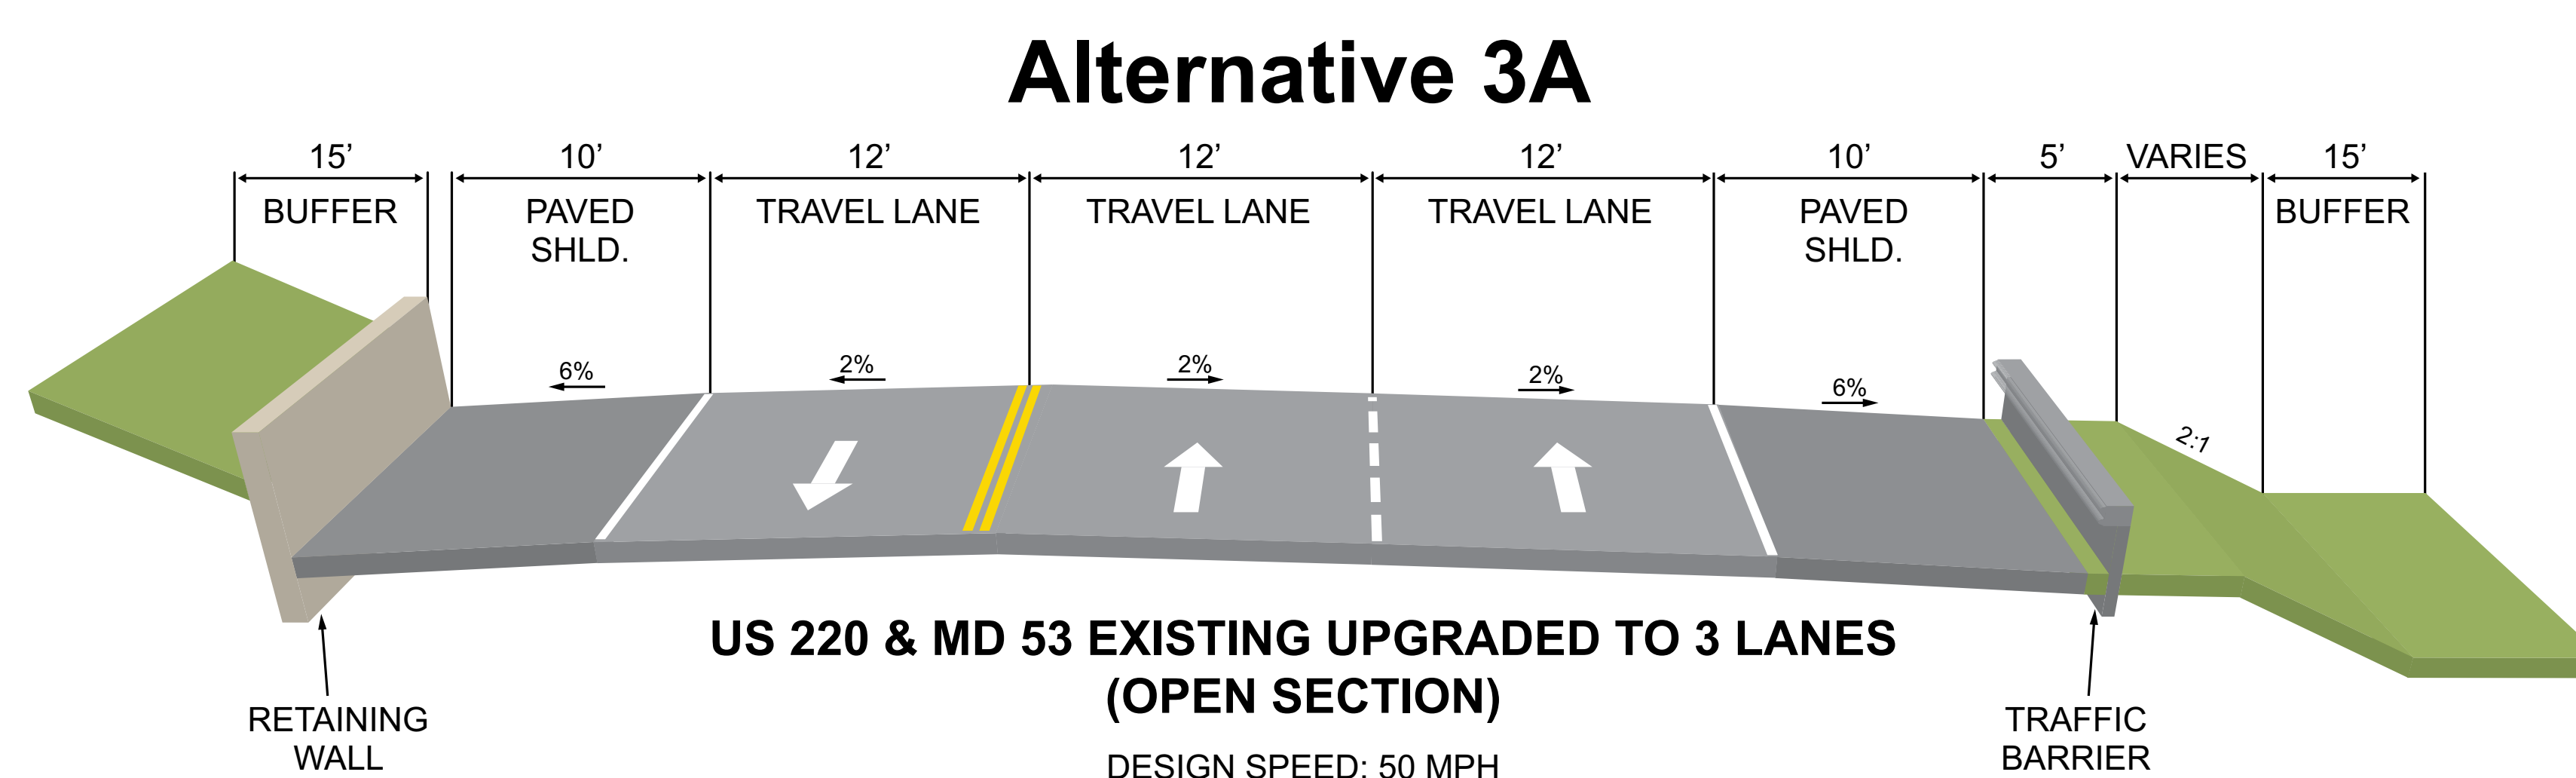 Alternative 3A
15’ 10’ 12’ 12’ 12’ 10’ 5’ VARIES 15’
BUFFER PAVED TRAVEL LANE TRAVEL LANE TRAVEL LANE PAVED BUFFER
SHLD. SHLD.
6% 2% 2% 2% 6%
2:1
US 220 & MD 53 EXISTING UPGRADED TO 3 LANES
(OPEN SECTION)
RETAINING TRAFFIC
WALL BARRIER
DESIGN SPEED: 50 MPH